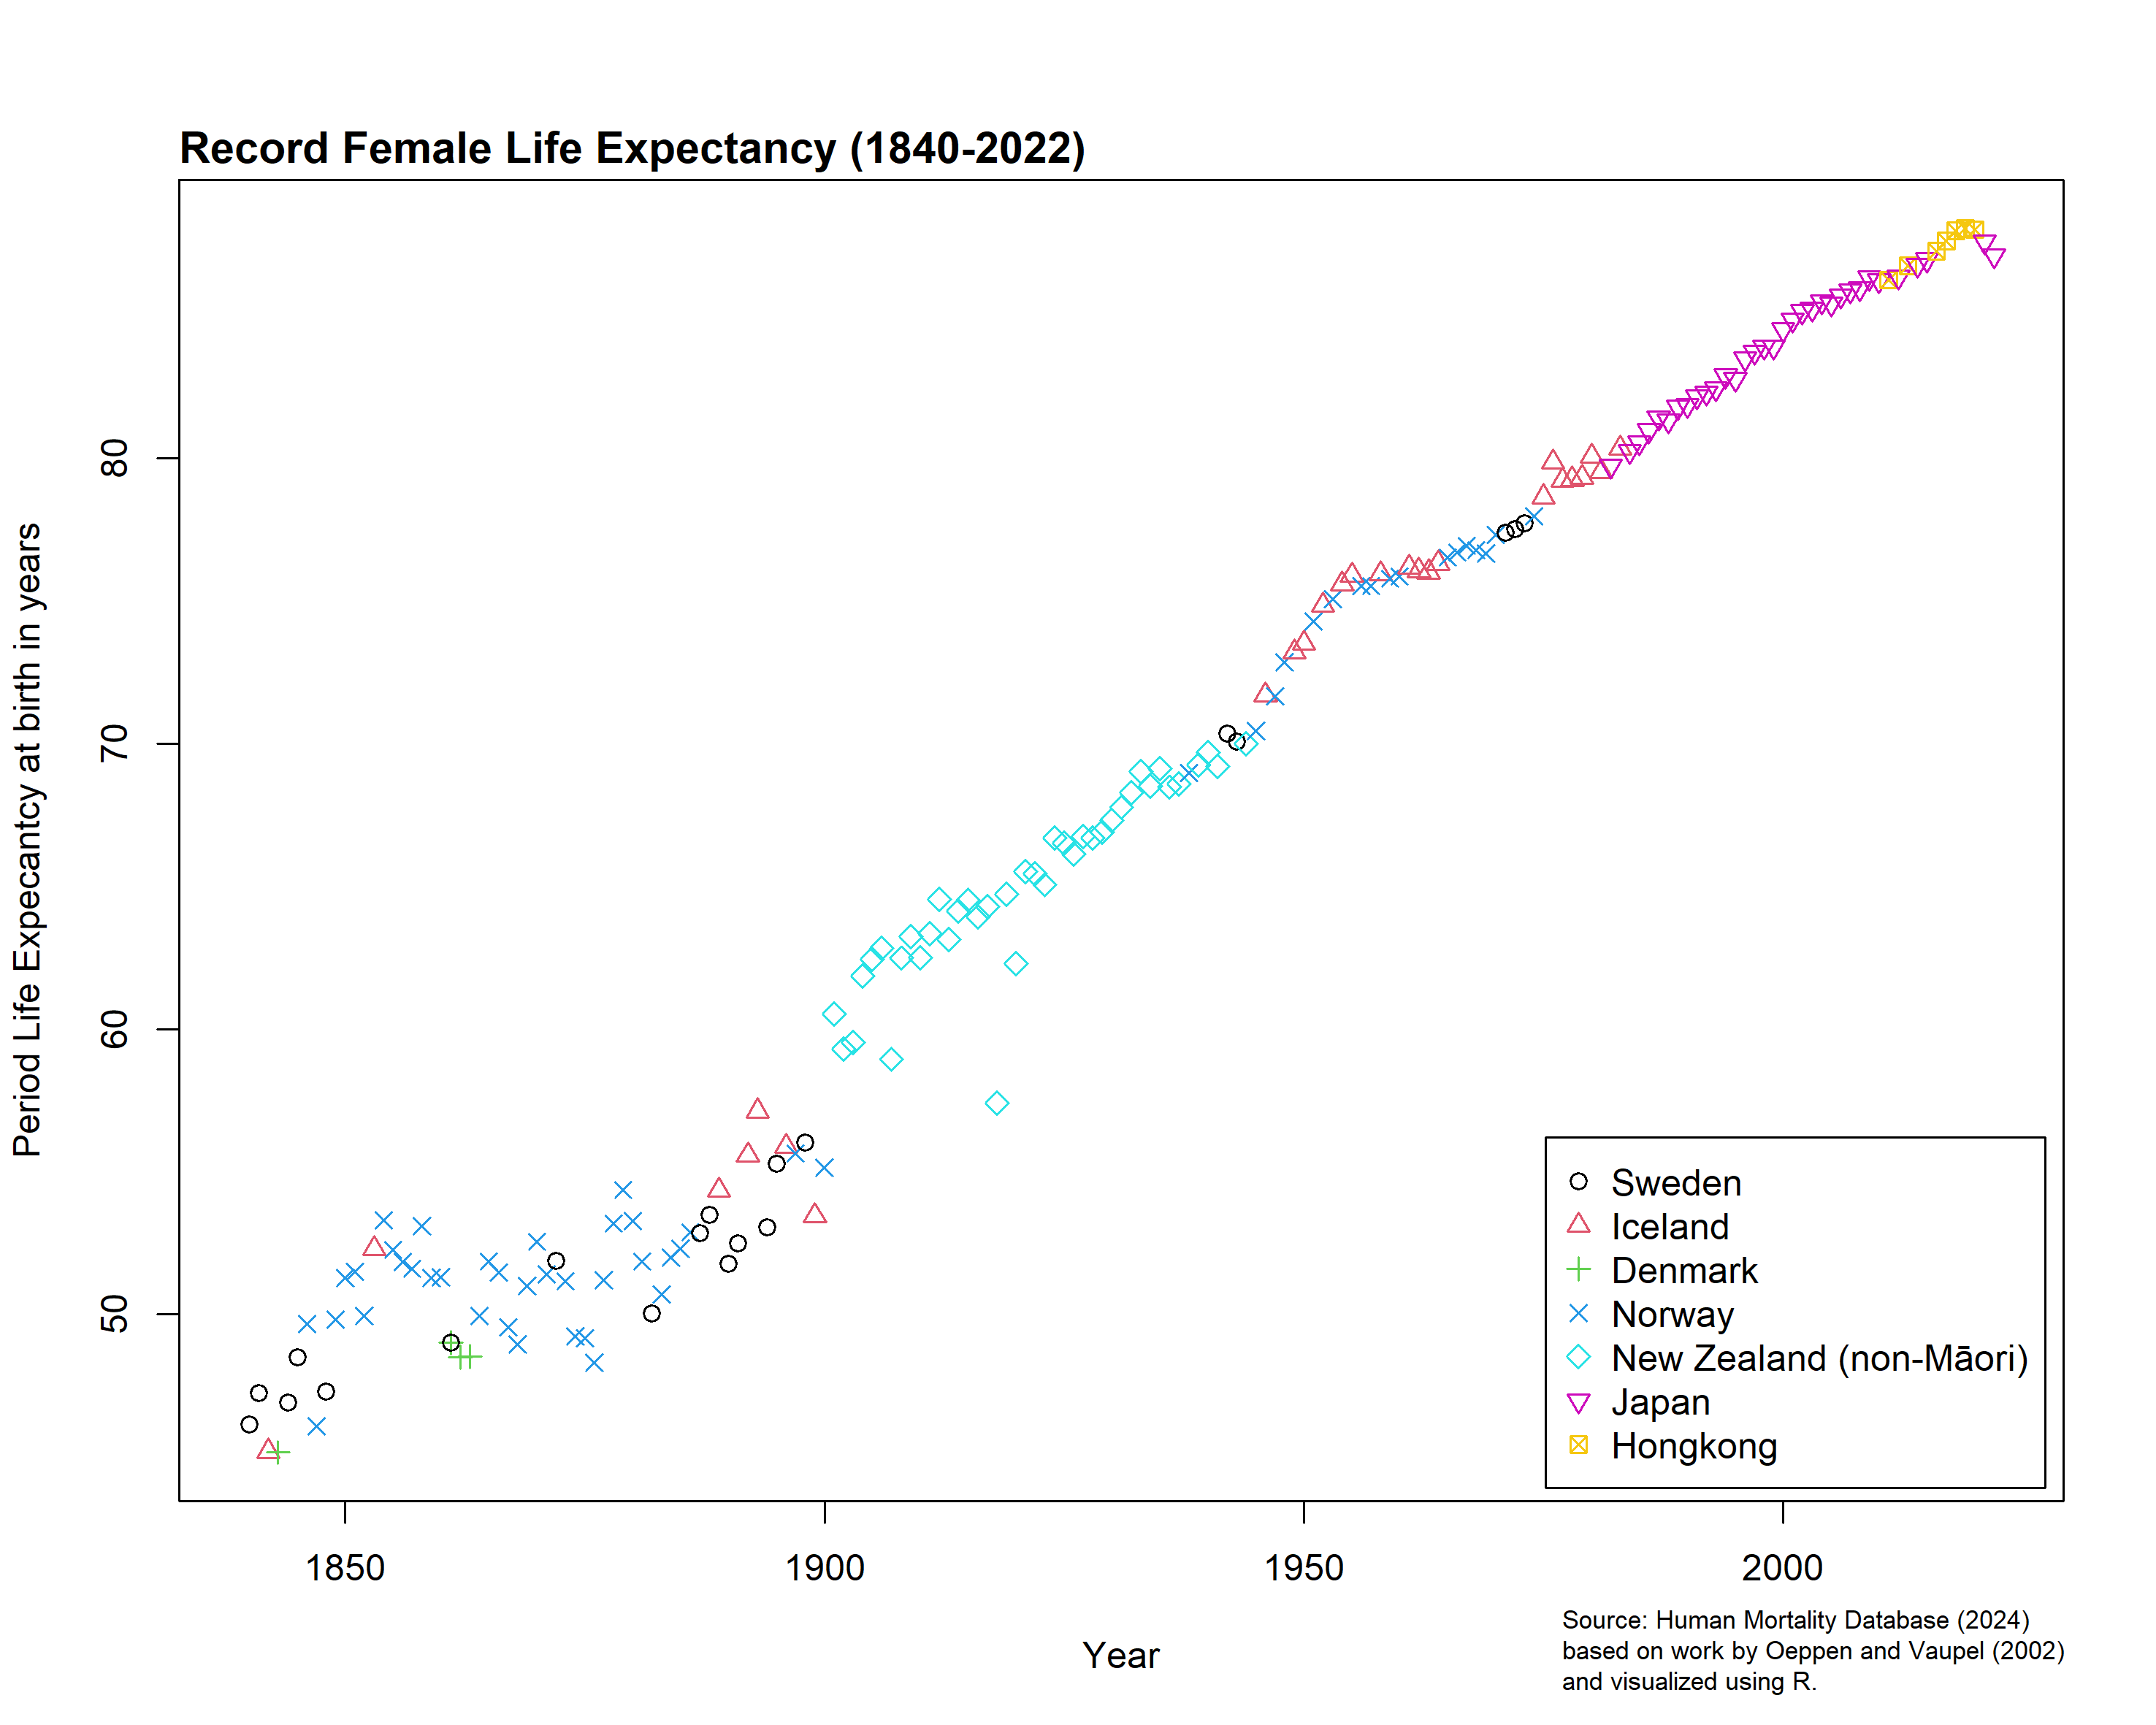 Record Female Life Expectancy (1840-2022)
Period Life Expecantcy at birth in years
80
70
60
50
Sweden
Iceland
Denmark
Norway
New Zealand (non-Māori)
Japan
Hongkong
1850 1900 1950 2000
Year
Source: Human Mortality Database (2024)
based on work by Oeppen and Vaupel (2002)
and visualized using R.